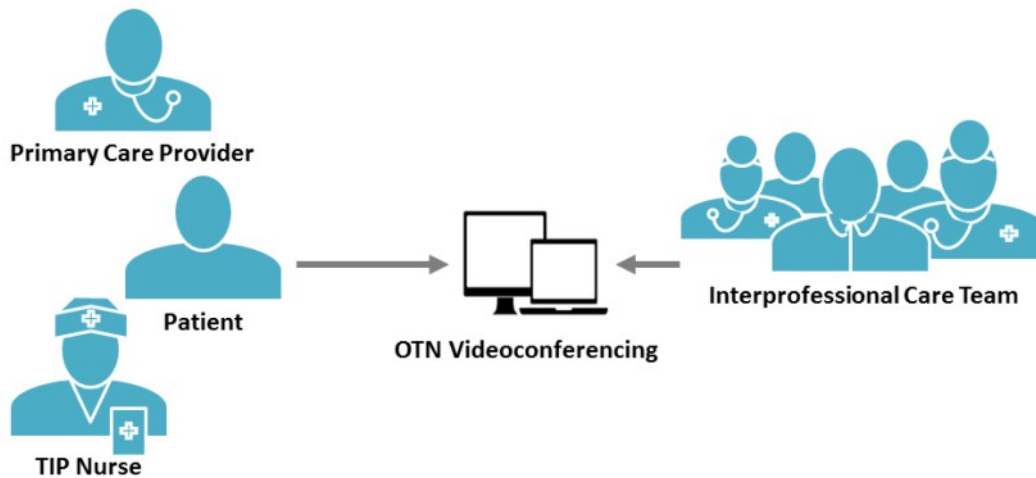 Primary Care Provider
Patient
TIP Nurse
OTN Videoconferencing
Interprofessional Care Team